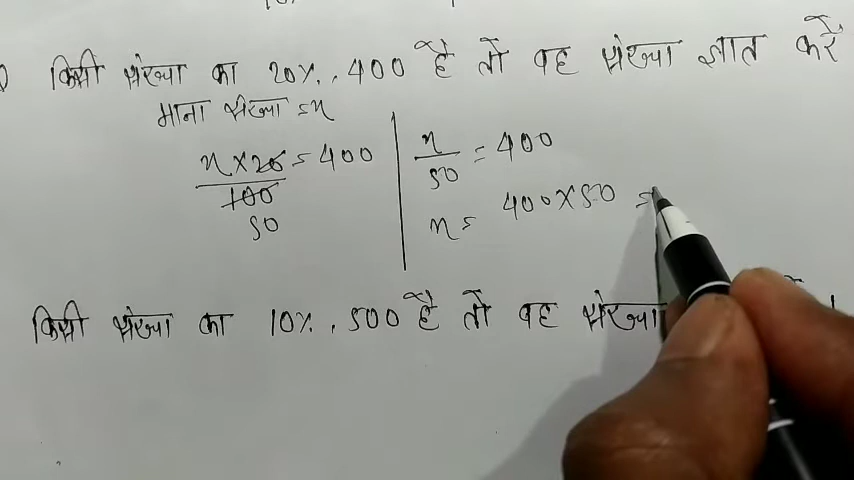 किसी संख्या का 20%. . 400 है तो वह संख्या ज्ञात करें
माना संख्या = x
x × 20 = 400
100
50
x
50
= 400
x = 400 × 50 =
किसी संख्या का 10% . 500 है तो वह संख्या